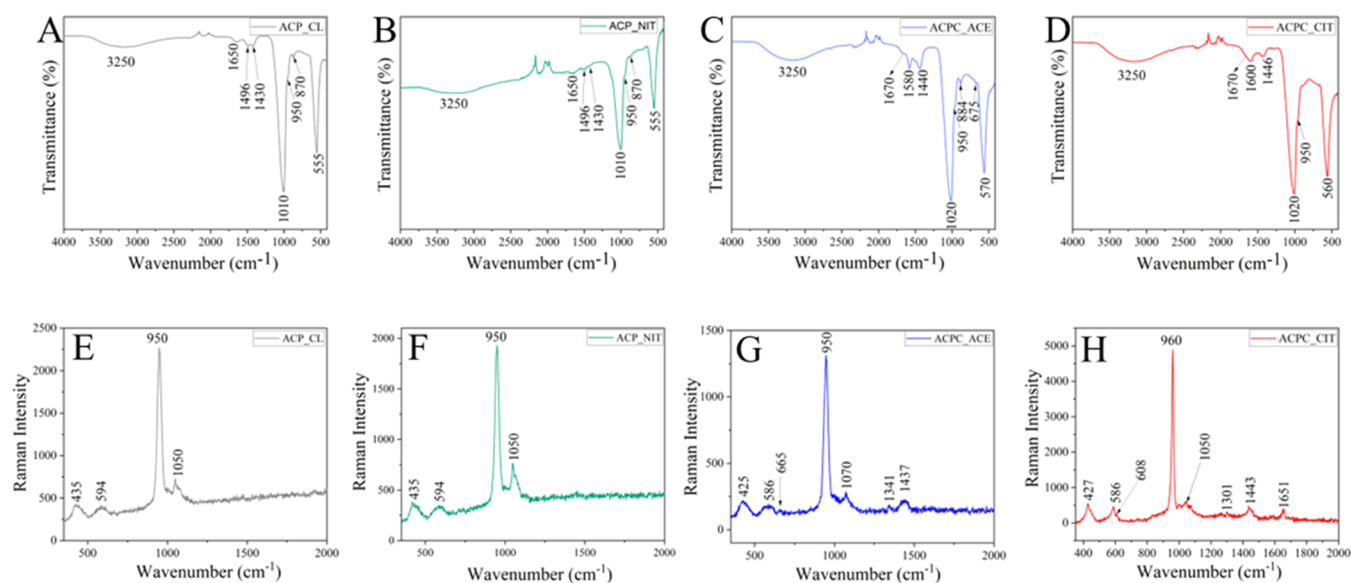 A
ACP_CL
Transmittance (%)
3250
1650
1496
1430
1010
950
870
555
4000 3500 3000 2500 2000 1500 1000 500
Wavenumber (cm-1)
B
ACP_NIT
Transmittance (%)
3250
1650
1496
1430
1010
950
870
555
4000 3500 3000 2500 2000 1500 1000 500
Wavenumber (cm-1)
C
ACPC_ACE
Transmittance (%)
3250
1670
1580
1440
1020
950
884
675
570
4000 3500 3000 2500 2000 1500 1000 500
Wavenumber (cm-1)
D
ACPC_CIT
Transmittance (%)
3250
1670
1600
1446
1020
950
560
4000 3500 3000 2500 2000 1500 1000 500
Wavenumber (cm-1)
E
ACP_CL
Raman Intensity
2500
2000
1500
1000
500
0
435
594
950
1050
500 1000 1500 2000
Wavenumber cm-1
F
ACP_NIT
Raman Intensity
2000
1500
1000
500
0
435
594
950
1050
500 1000 1500 2000
Wavenumber cm-1
G
ACPC_ACE
Raman Intensity
1500
1000
500
0
425
586
665
950
1070
1341
1437
500 1000 1500 2000
Wavenumber cm-1
H
ACPC_CIT
Raman Intensity
5000
4000
3000
2000
1000
0
427
586
608
960
1050
1301
1443
1651
400 600 800 1000 1200 1400 1600 1800 2000
Wavenumber cm-1